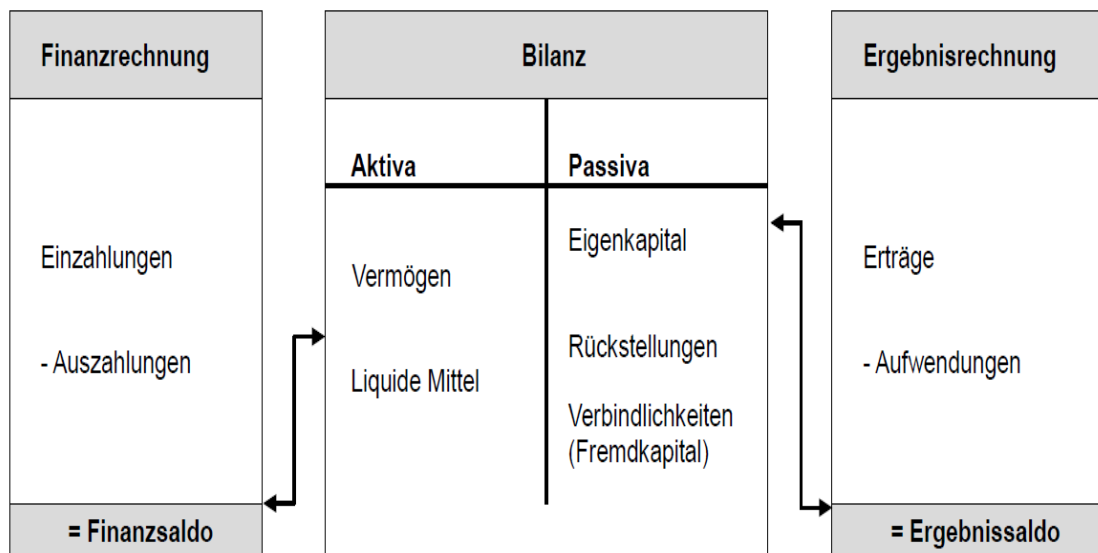 Finanzrechnung
Einzahlungen
- Auszahlungen
= Finanzsaldo
Bilanz
Aktiva
Vermögen
Liquide Mittel
Passiva
Eigenkapital
Rückstellungen
Verbindlichkeiten
(Fremdkapital)
Ergebnisrechnung
Erträge
- Aufwendungen
= Ergebnissaldo